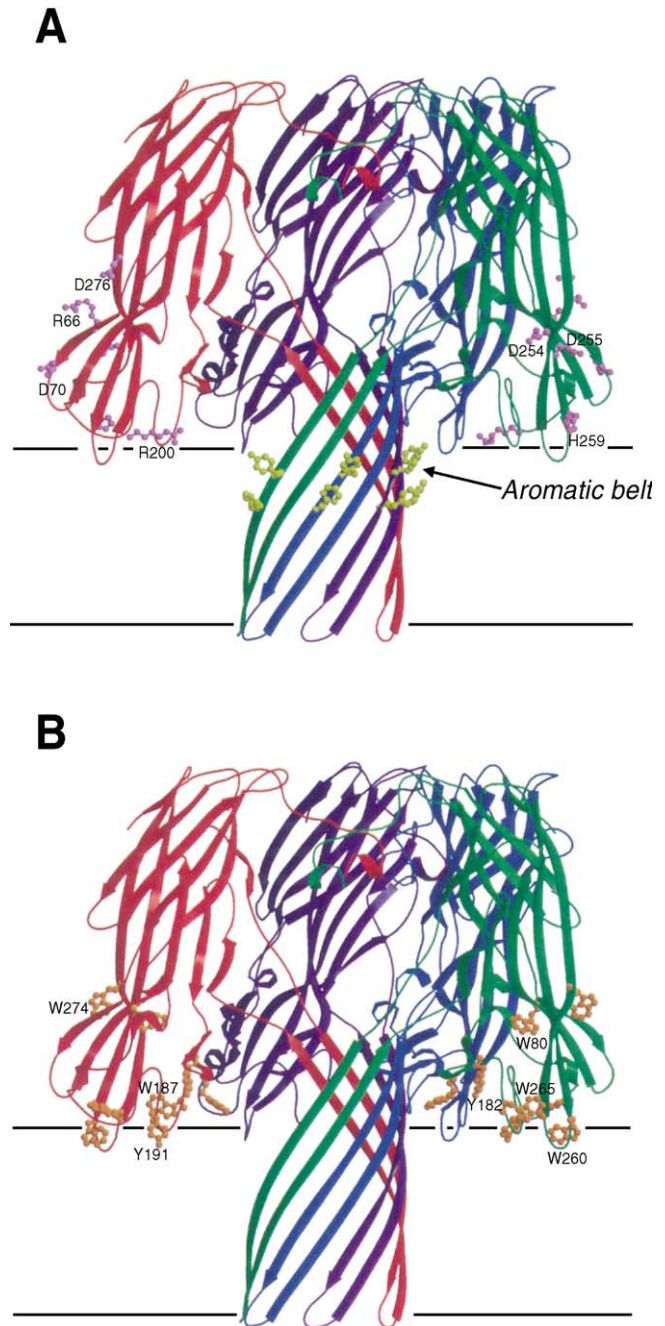 A
D276
R66
D70
R200
D254
D255
H259
Aromatic belt
B
W274
W187
Y191
W80
Y182
W265
W260